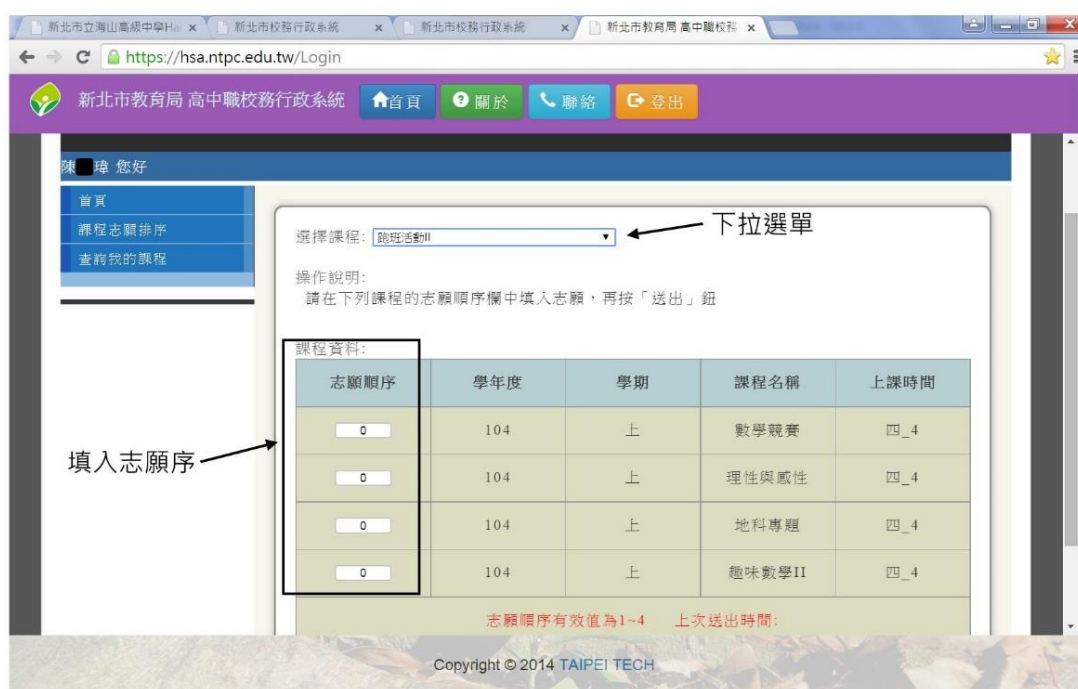 新北市立海山高級中學Ha
新北市校務行政系統
新北市校務行政系統
新北市教育局 高中職校務
https://hsa.ntpc.edu.tw/Login
新北市教育局 高中職校務行政系統
首頁
關於
聯絡
登出
陳 瑋 您好
首頁
課程志願排序
查詢我的課程
選擇課程: 跑班活動II
下拉選單
操作說明:
請在下列課程的志願順序欄中填入志願，再按「送出」鈕
課程資料:
志願順序 學年度 學期 課程名稱 上課時間
0 104 上 數學競賽 四_4
填入志願序
0 104 上 理性與感性 四_4
0 104 上 地科專題 四_4
0 104 上 趣味數學II 四_4
志願順序有效值為1~4 上次送出時間:
Copyright © 2014 TAIPEI TECH